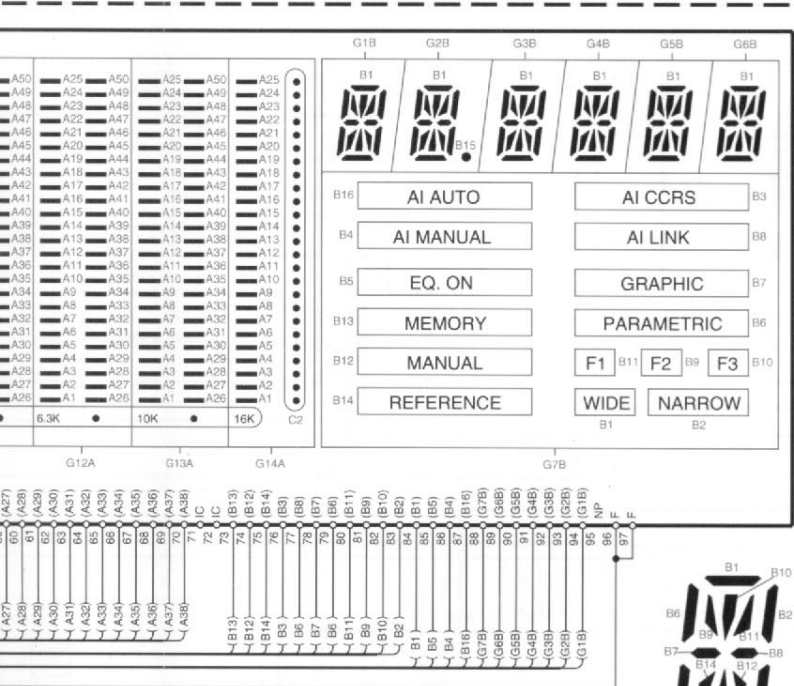 G1B G2B G3B G4B G5B G6B
B1 B1 B1 B1 B1 B1
A50 A25 A50 A25 A50 A25
A49 A24 A49 A24 A49 A24
A48 A23 A48 A23 A48 A23
A47 A22 A47 A22 A47 A22
A46 A21 A46 A21 A46 A21
A45 A20 A45 A20 A45 A20
A44 A19 A44 A19 A44 A19
A43 A18 A43 A18 A43 A18
A42 A17 A42 A17 A42 A17
A41 A16 A41 A16 A41 A16
A40 A15 A40 A15 A40 A15
A39 A14 A39 A14 A39 A14
A38 A13 A38 A13 A38 A13
A37 A12 A37 A12 A37 A12
A36 A11 A36 A11 A36 A11
A35 A10 A35 A10 A35 A10
A34 A9 A34 A9 A34 A9
A33 A8 A33 A8 A33 A8
A32 A7 A32 A7 A32 A7
A31 A6 A31 A6 A31 A6
A30 A5 A30 A5 A30 A5
A29 A4 A29 A4 A29 A4
A28 A3 A28 A3 A28 A3
A27 A2 A27 A2 A27 A2
A26 A1 A26 A1 A26 A1
6.3K 10K 16K C2
G12A G13A G14A
B15
B16 AI AUTO AI CCRS B3
B4 AI MANUAL AI LINK B8
B5 EQ. ON GRAPHIC B7
B13 MEMORY PARAMETRIC B6
B12 MANUAL F1 B11 F2 B9 F3 B10
B14 REFERENCE WIDE NARROW
B1 B2
G7B
(A27) (A28) (A29) (A30) (A31) (A32) (A33) (A34) (A35) (A36) (A37) (A38) IC IC (B13) (B12) (B14) (B3) (B8) (B7) (B6) (B11) (B9) (B10) (B2) (B1) (B5) (B4) (B16) (G7B) (G6B) (G5B) (G4B) (G3B) (G2B) (G1B) NP F F
60 61 62 63 64 65 66 67 68 69 70 71 72 73 74 75 76 77 78 79 80 81 82 83 84 85 86 87 88 89 90 91 92 93 94 95 96 97
A27) A28) A29) A30) A31) A32) A33) A34) A35) A36) A37) A38) B13) B12) B14) B3) B6) B7) B6) B11) B9) B10) B2) B1) B5) B4) B16) (G7B) (G6B) (G5B) (G4B) (G3B) (G2B) (G1B)
B1 B10
B6 B2
B9 B11
B7 B8
B14 B12